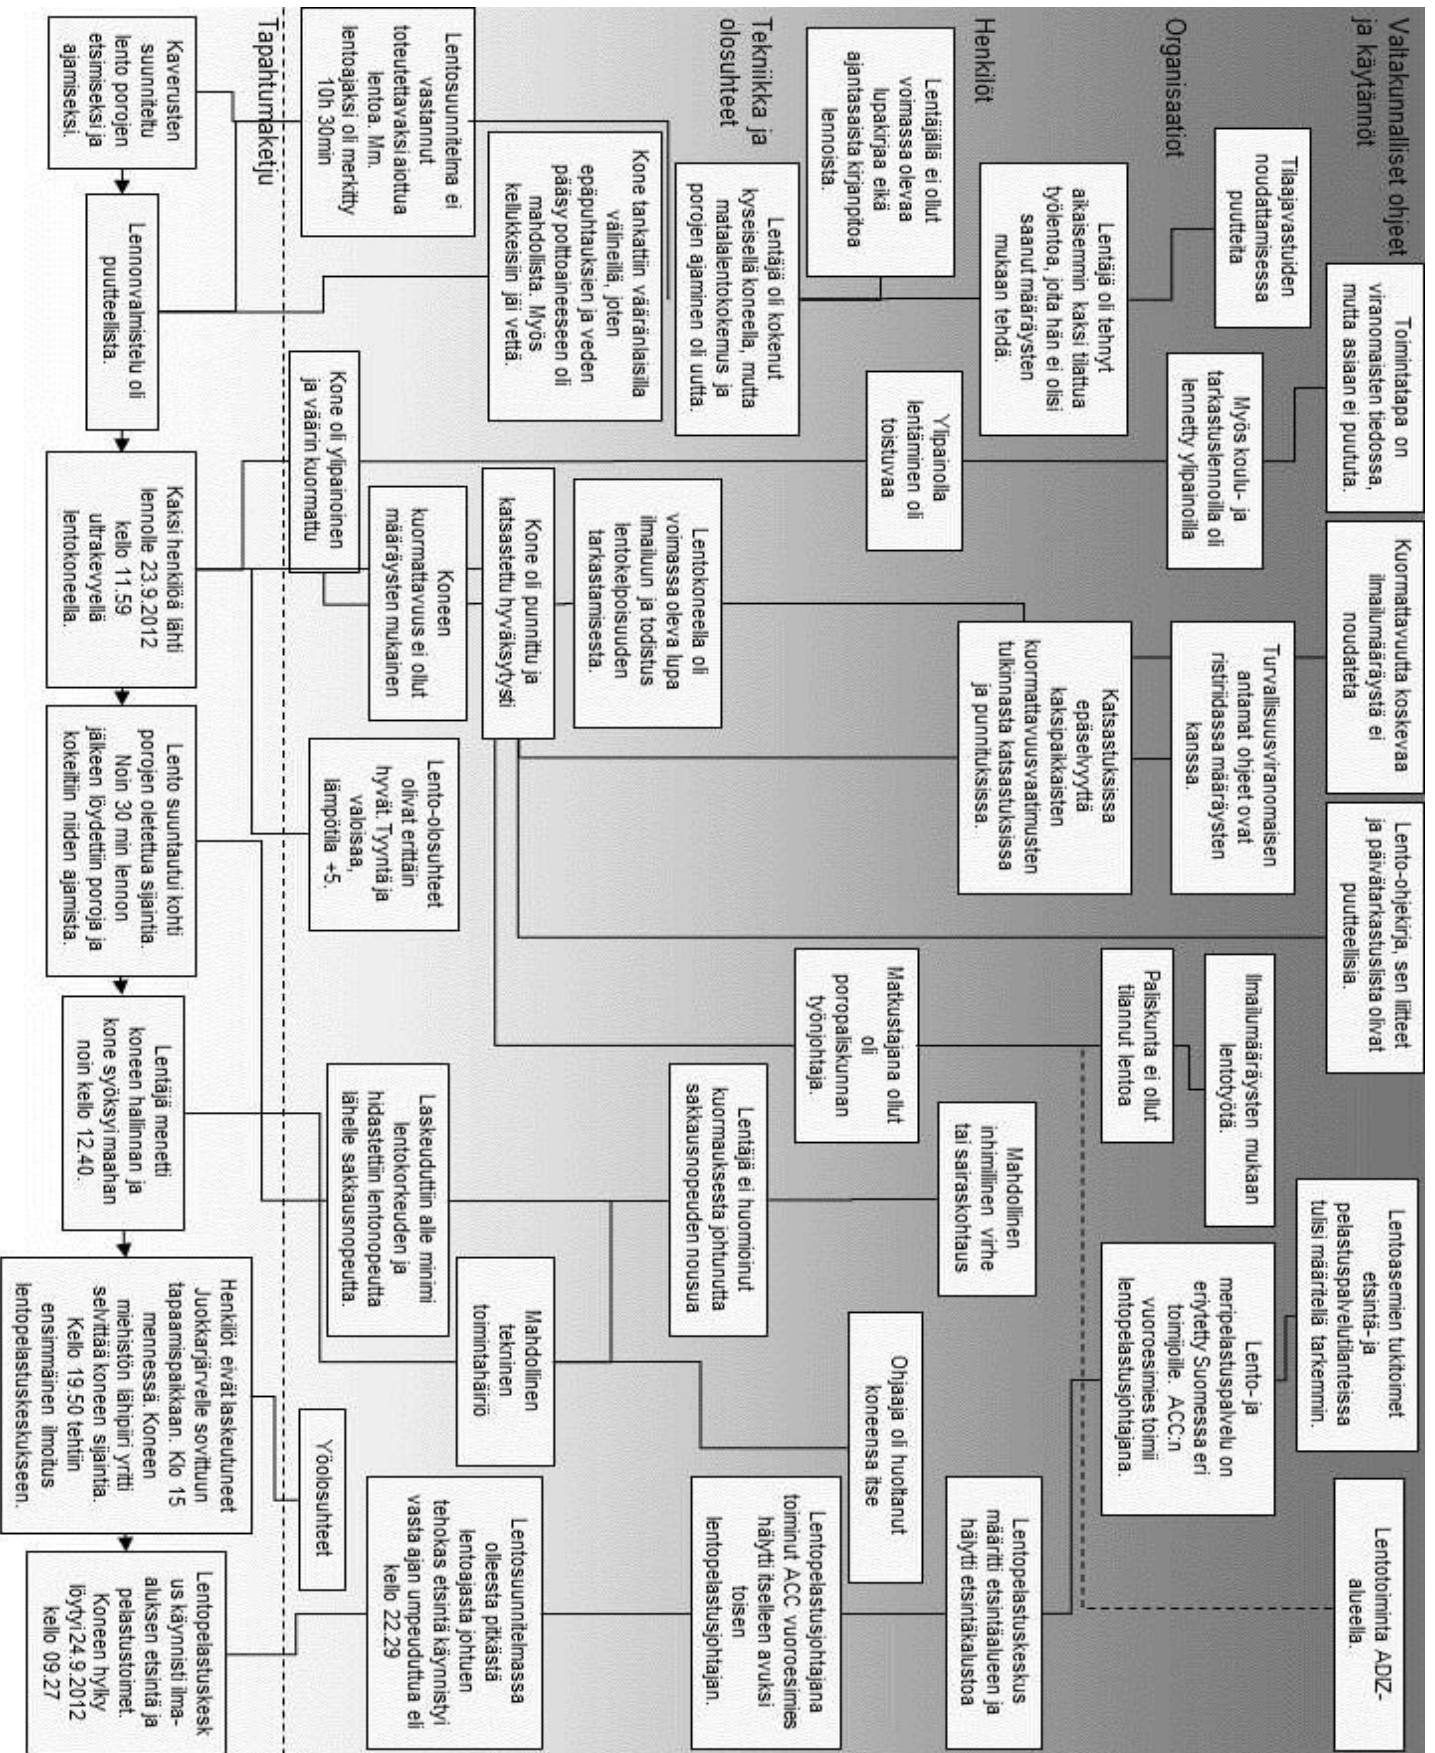 Valtakunnalliset ohjeet
ja käytännöt
Toimintatapa on
viranomaisten tiedossa,
mutta asiaan ei puututa.
Kuormattavuutta koskevaa
ilmailumääräystä ei
noudateta
Lento-ohjekirja, sen liitteet
ja päivätarkastuslista olivat
puutteellisia.
Lentoasemien tukitoimet
etsintä- ja
pelastuspalvelutilanteissa
tulisi määritellä tarkemmin.
Lentotoiminta ADIZ-
alueella.
Organisaatiot
Tilaajavastuiden
noudattamisessa
puutteita
Myös koulu- ja
tarkastuslennoilla oli
lennetty ylipainoilla
Turvallisuusviranomaisen
antamat ohjeet ovat
ristiriidassa määräysten
kanssa.
Ilmailumääräysten mukaan
lentotyötä.
Paliskunta ei ollut
tilannut lentoa
Lento- ja
meripelastuspalvelu on
eriytetty Suomessa eri
toimijoille. ACC:n
vuoroesimies toimii
lentopelastusjohtajana.
Henkilöt
Lentäjä oli tehnyt
aikaisemmin kaksi tilattua
työlentoa, joita hän ei olisi
saanut määräysten
mukaan tehdä.
Katsastuksissa
epäselvyyttä
kaksipaikkaisten
kuormattavuusvaatimusten
tulkinnasta katsastuksissa
ja punnituksissa.
Lentäjällä ei ollut
voimassa olevaa
lupakirjaa eikä
ajantasaista kirjanpitoa
lennoista.
Ylipainolla
lentäminen oli
toistuvaa
Matkustajana ollut
oli
poropaliskunnan
työnjohtaja.
Mahdollinen
inhimillinen virhe
tai sairaskohtaus
Ohjaaja oli huoltanut
koneensa itse
Lentopelastuskeskus
määritti etsintäalueen ja
hälytti etsintäkalustoa
Lentäjä oli kokenut
kyseisellä koneella, mutta
matalalentokokemus ja
porojen ajaminen oli uutta.
Lentäjä ei huomioinut
kuormauksesta johtunutta
sakkausnopeuden nousua
Lentopelastusjohtajana
toiminut ACC vuoroesimies
hälytti itselleen avuksi
toisen
lentopelastusjohtajan.
Tekniikka ja
olosuhteet
Kone tankattiin vääränlaisilla
välineillä, joten
epäpuhtauksien ja veden
pääsy polttoaineeseen oli
mahdollista. Myös
kellukkeisiin jäi vettä.
Lentokoneella oli
voimassa oleva lupa
ilmailuun ja todistus
lentokelpoisuuden
tarkastamisesta.
Kone oli punnittu ja
katsastettu hyväksytysti
Mahdollinen
tekninen
toimintahäiriö
Lentosuunnitelma ei
vastannut
toteutettavaksi aiottua
lentoa. Mm.
lentoajaksi oli merkitty
10h 30min
Kone oli ylipainoinen
ja väärin kuormattu
Koneen
kuormattavuus ei ollut
määräysten mukainen
Lento-olosuhteet
olivat erittäin
hyvät. Tyyntä ja
valoisaa,
lämpötila +5.
Laskeuduttiin alle minimi
lentokorkeuden ja
hidastettiin lentonopeutta
lähelle sakkausnopeutta.
Yöolosuhteet
Lentosuunnitelmassa
olleesta pitkästä
lentoajasta johtuen
tehokas etsintä käynnistyi
vasta ajan umpeuduttua eli
kello 22.29
Tapahtumaketju
Kaverusten
suunniteltu
lento porojen
etsimiseksi ja
ajamiseksi.
Lennonvalmistelu oli
puutteellista.
Kaksi henkilöä lähti
lennolle 23.9.2012
kello 11.59
ultrakevyellä
lentokoneella.
Lento suuntautui kohti
porojen oletettua sijaintia.
Noin 30 min lennon
jälkeen löydettiin poroja ja
kokeiltiin niiden ajamista.
Lentäjä menetti
koneen hallinnan ja
kone syöksyi maahan
noin kello 12.40.
Henkilöt eivät laskeutuneet
Juokkarjärvelle sovittuun
tapaamispaikkaan. Klo 15
mennessä. Koneen
miehistön lähipiiri yritti
selvittää koneen sijaintia.
Kello 19.50 tehtiin
ensimmäinen ilmoitus
lentopelastuskeskukseen.
Lentopelastuskesk
us käynnisti ilma-
aluksen etsintä ja
pelastustoimet.
Koneen hylky
löytyi 24.9.2012
kello 09.27